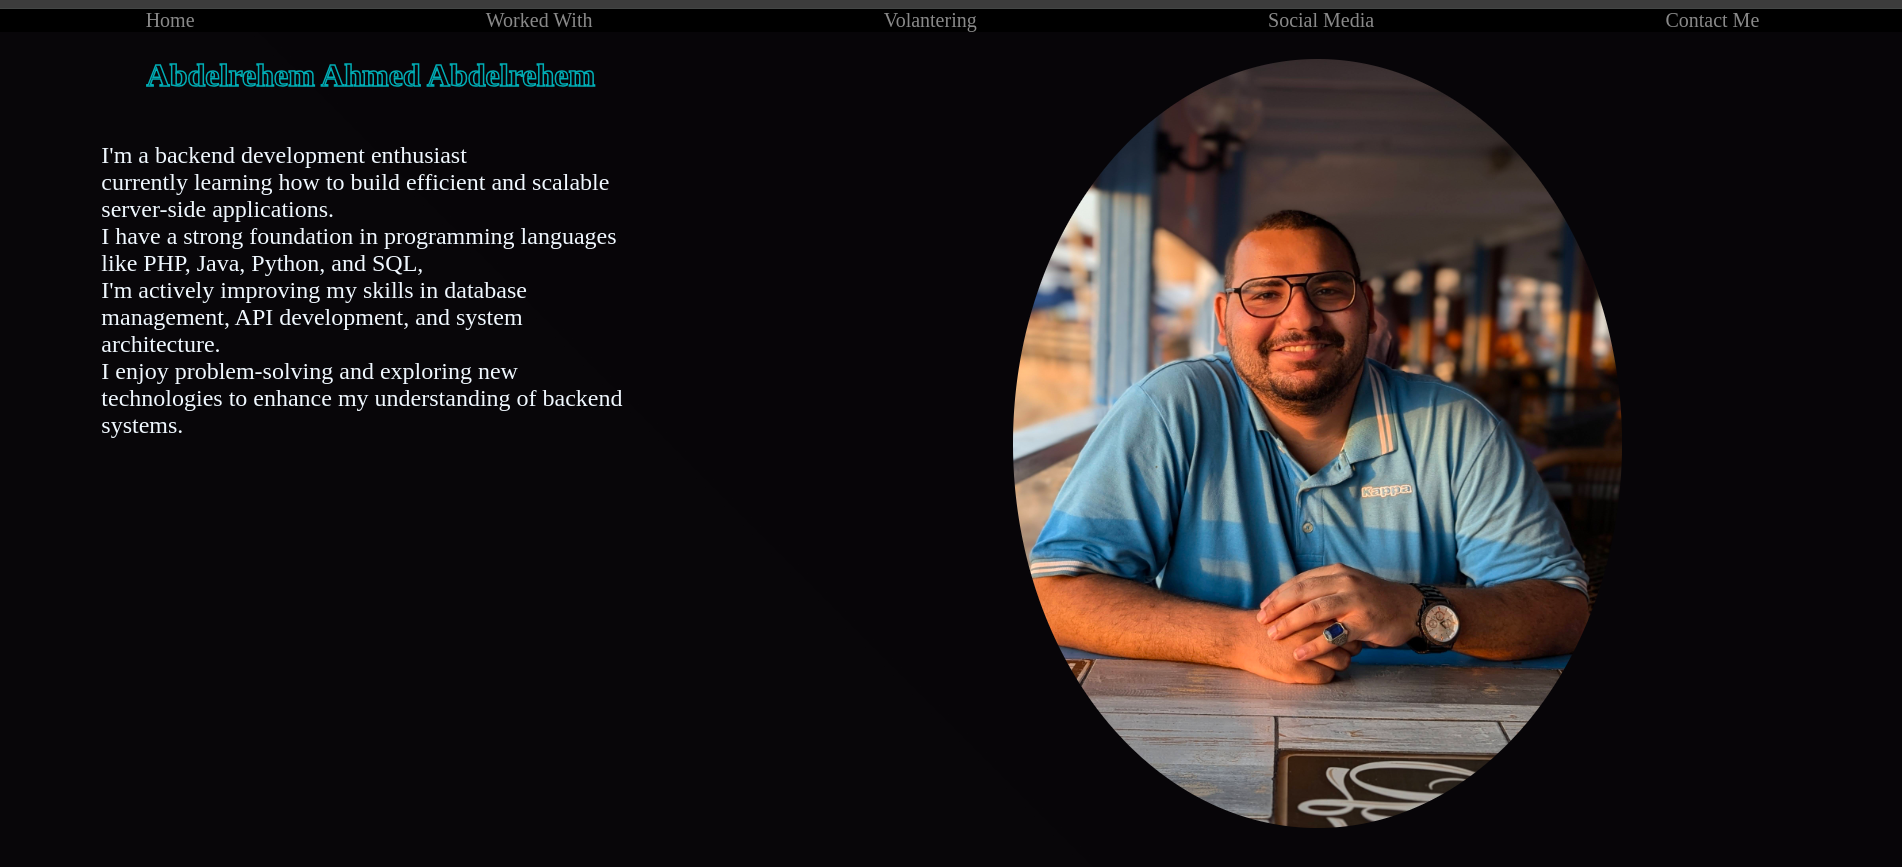 Home Worked With Volantering Social Media Contact Me
Abdelrehem Ahmed Abdelrehem
I'm a backend development enthusiast
currently learning how to build efficient and scalable
server-side applications.
I have a strong foundation in programming languages
like PHP, Java, Python, and SQL,
I'm actively improving my skills in database
management, API development, and system
architecture.
I enjoy problem-solving and exploring new
technologies to enhance my understanding of backend
systems.
Kappa